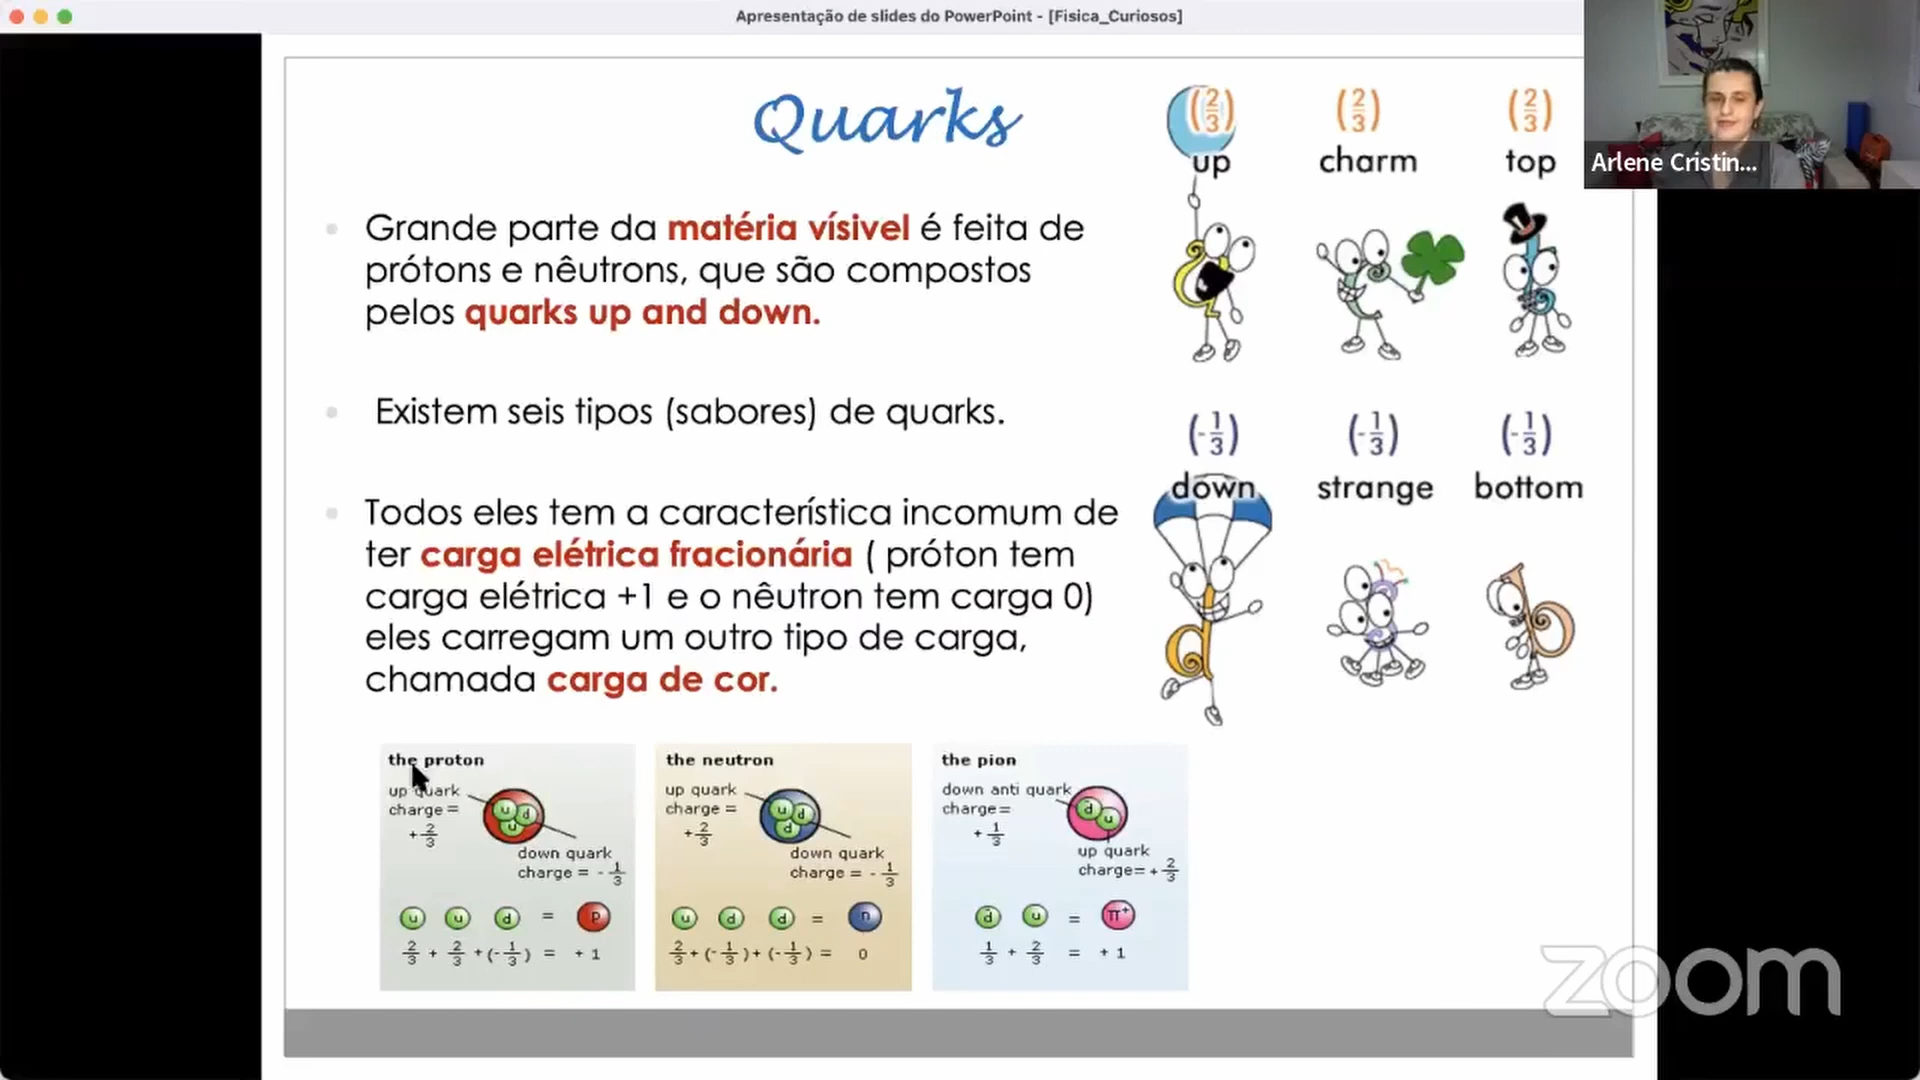 Apresentação de slides do PowerPoint - [Fisica_Curiosos]
Quarks
Grande parte da matéria vísivel é feita de
prótons e nêutrons, que são compostos
pelos quarks up and down.
Existem seis tipos (sabores) de quarks.
Todos eles tem a característica incomum de
ter carga elétrica fracionária ( próton tem
carga elétrica +1 e o nêutron tem carga 0)
eles carregam um outro tipo de carga,
chamada carga de cor.
(2/3) (2/3) (2/3)
up charm top
(-1/3) (-1/3) (-1/3)
down strange bottom
Arlene Cristin...
the proton
up quark
charge =
+ 2/3
u d
u
down quark
charge = - 1/3
u u d = p
2/3 + 2/3 + (- 1/3) = + 1
the neutron
up quark
charge =
+ 2/3
u d
d
down quark
charge = - 1/3
u d d = n
2/3 + (- 1/3) + (- 1/3) = 0
the pion
down anti quark
charge=
+ 1/3
d̄ u
up quark
charge= + 2/3
d̄ u = π+
1/3 + 2/3 = + 1
zoom